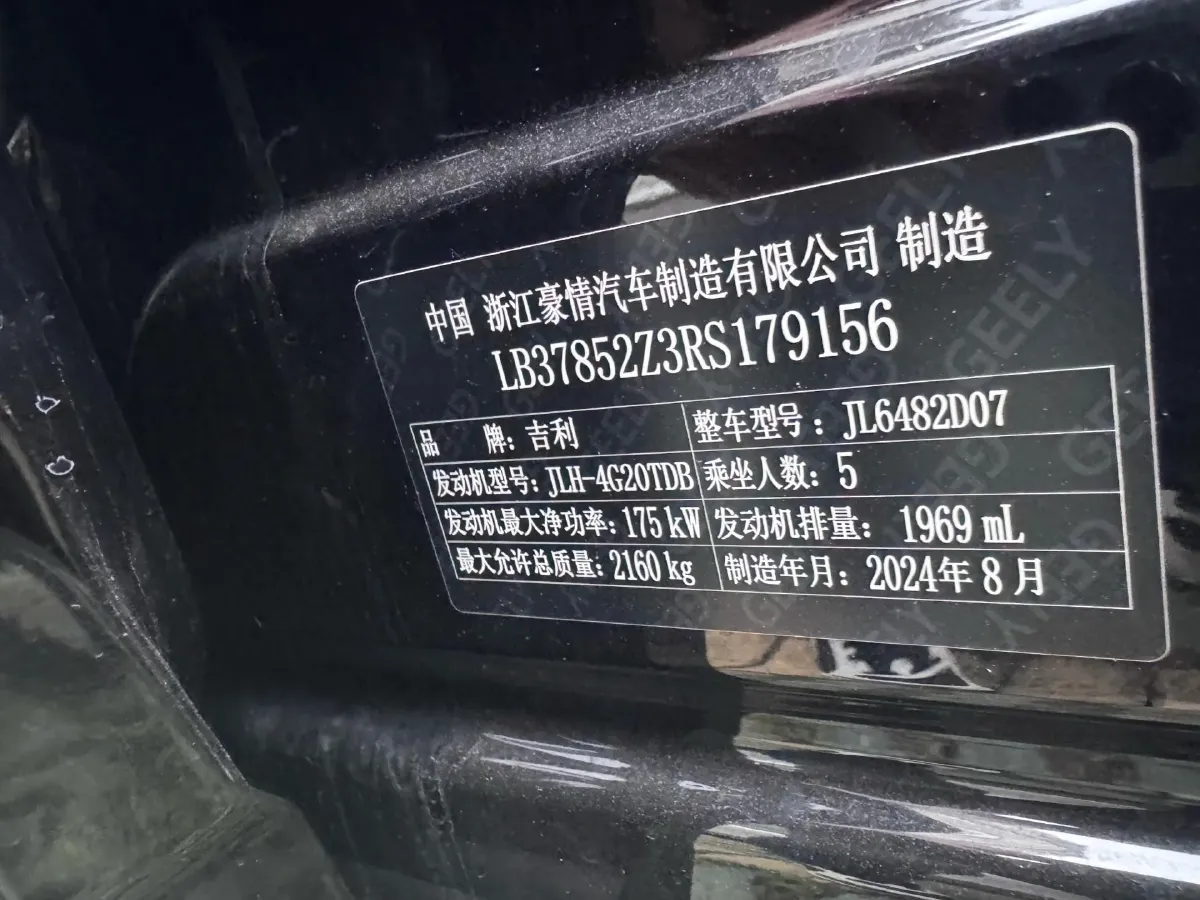 中国 浙江豪情汽车制造有限公司 制造
LB37852Z3RS179156
品 牌：吉利 整车型号：JL6482D07
发动机型号：JLH-4G20TDB 乘坐人数：5
发动机最大净功率：175 kW 发动机排量：1969 mL
最大允许总质量：2160 kg 制造年月：2024年8月
GEELY